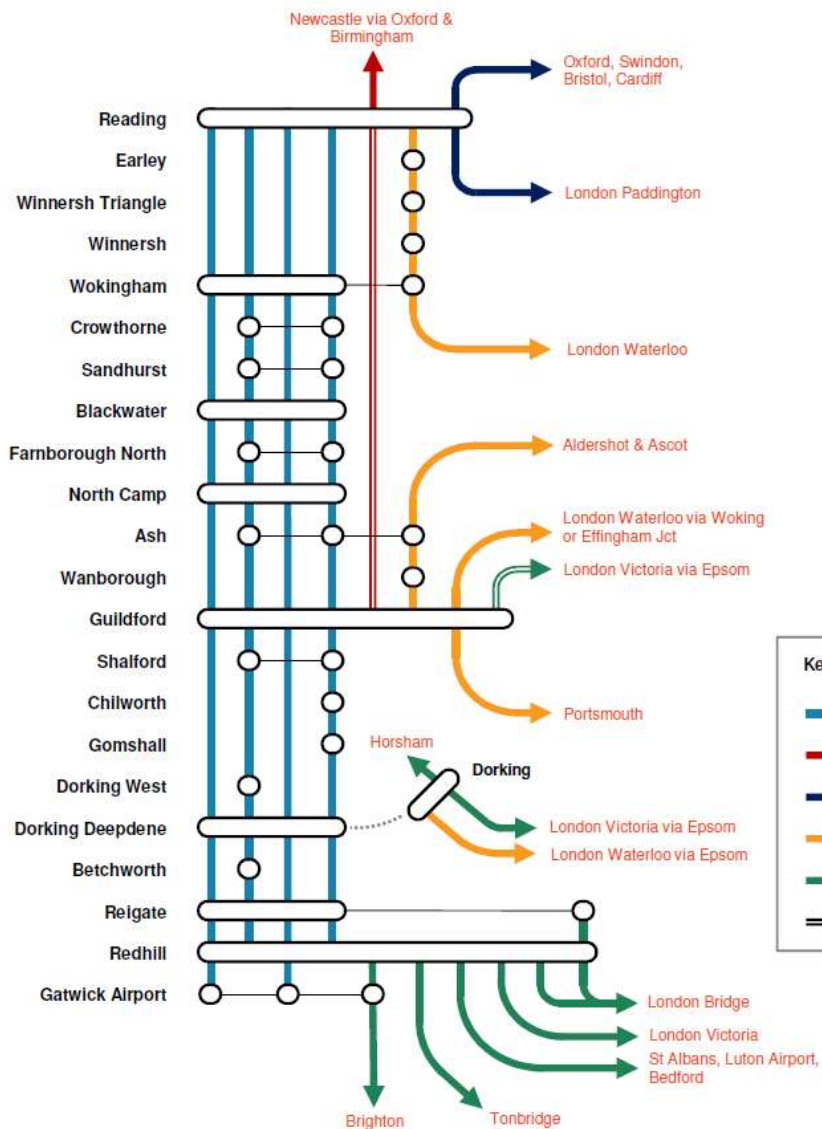 Newcastle via Oxford &
Birmingham
Oxford, Swindon,
Bristol, Cardiff
Reading
Earley
Winnersh Triangle
London Paddington
Winnersh
Wokingham
Crowthorne
London Waterloo
Sandhurst
Blackwater
Farnborough North
Aldershot & Ascot
North Camp
Ash
London Waterloo via Woking
or Effingham Jct
Wanborough
London Victoria via Epsom
Guildford
Shalford
Ke
Chilworth
Portsmouth
Gomshall
Horsham
Dorking
Dorking West
Dorking Deepdene
London Victoria via Epsom
London Waterloo via Epsom
Betchworth
Reigate
Redhill
Gatwick Airport
London Bridge
London Victoria
St Albans, Luton Airport,
Bedford
Brighton
Tonbridge